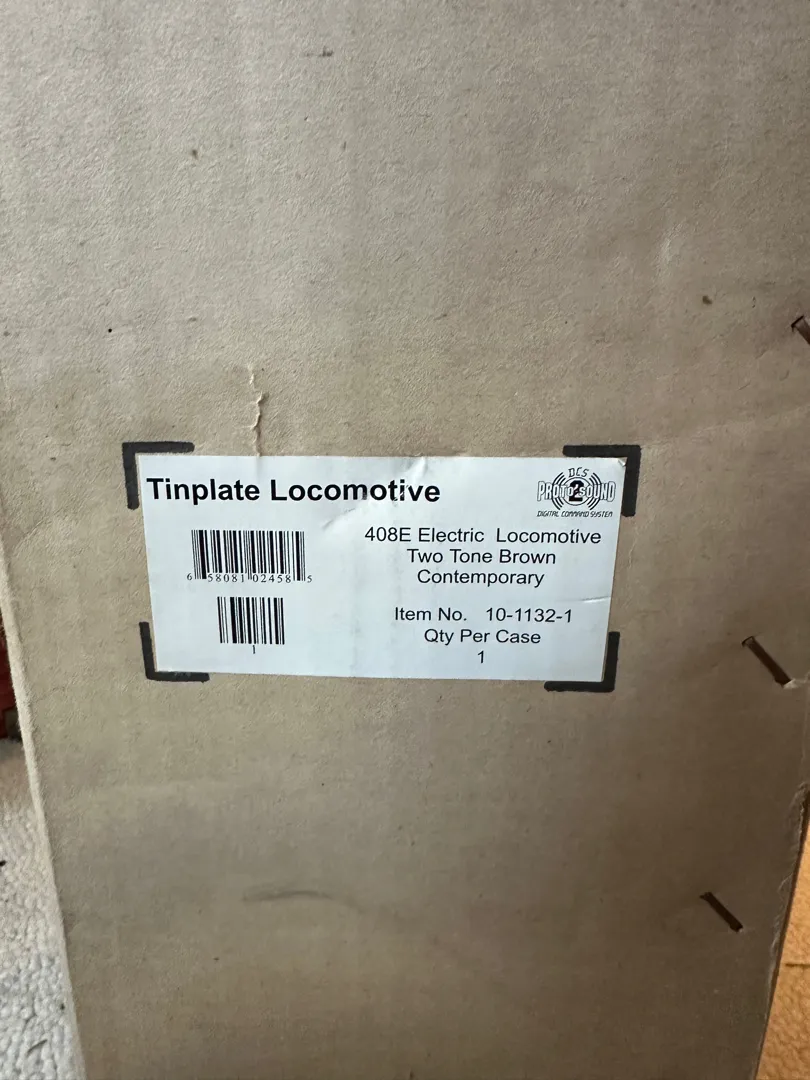 Tinplate Locomotive
DCS
PROTO-SOUND 2
DIGITAL COMMAND SYSTEM
408E Electric Locomotive
Two Tone Brown
Contemporary
6 58081 02458 5
Item No. 10-1132-1
Qty Per Case
1
1